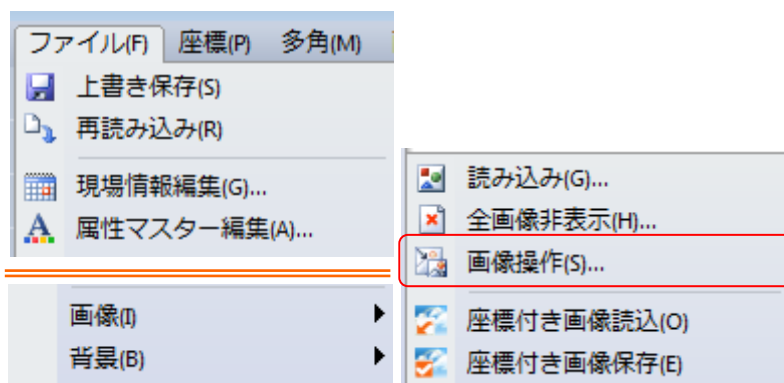 ファイル(F) 座標(P) 多角(M)
上書き保存(S)
再読み込み(R)
現場情報編集(G)...
属性マスター編集(A)...
画像(I)
背景(B)
読み込み(G)...
全画像非表示(H)...
画像操作(S)...
座標付き画像読込(O)
座標付き画像保存(E)